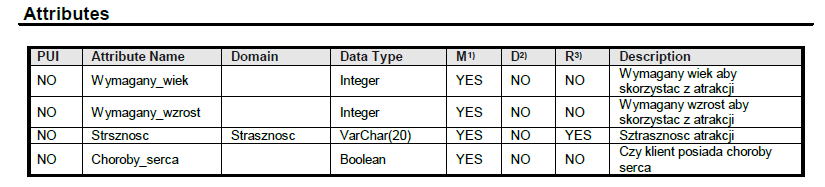 Attributes
PUI Attribute Name Domain Data Type M1) D2) R3) Description
NO Wymagany_wiek Integer YES NO NO Wymagany wiek aby skorzystac z atrakcji
NO Wymagany_wzrost Integer YES NO NO Wymagany wzrost aby skorzystac z atrakcji
NO Strsznosc Strasznosc VarChar(20) YES NO YES Sztrasznosc atrakcji
NO Choroby_serca Boolean YES NO NO Czy klient posiada choroby serca